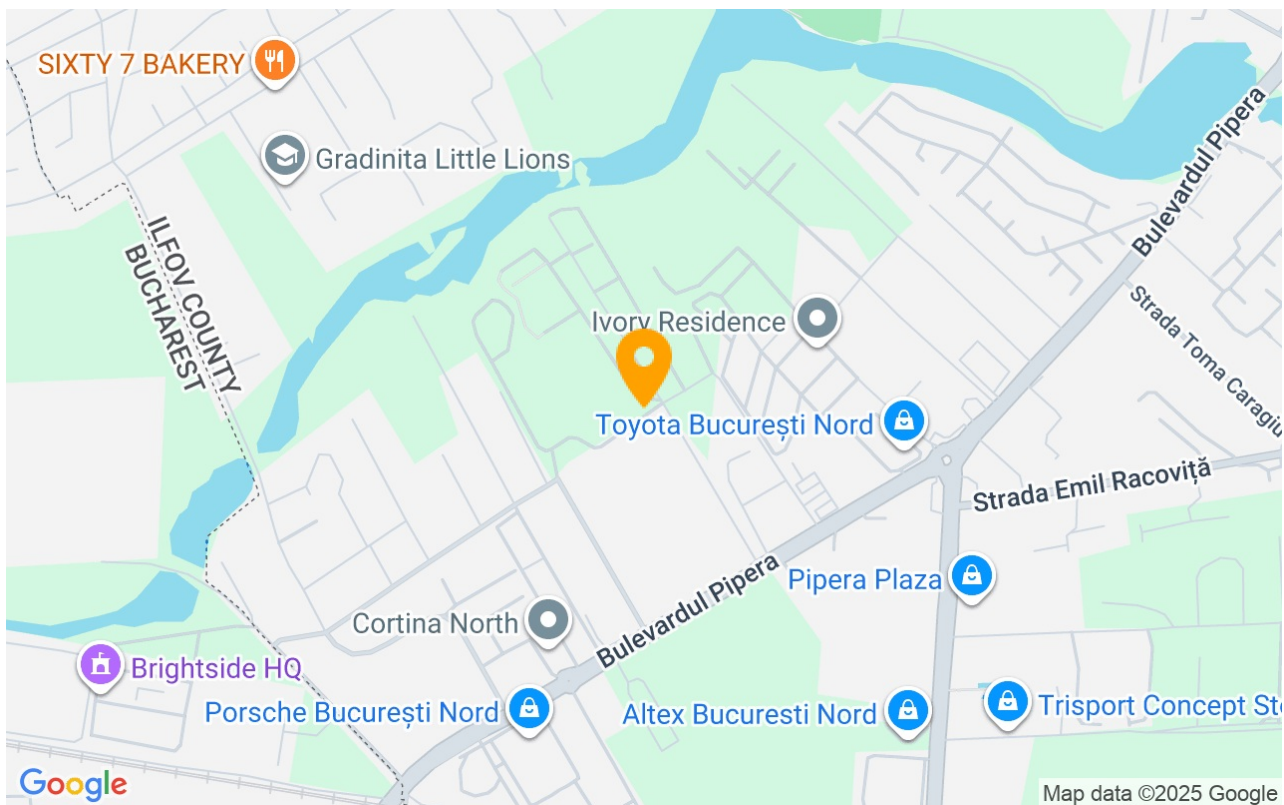 SIXTY 7 BAKERY
Gradinita Little Lions
Bulevardul Pipera
ILFOV COUNTY
BUCHAREST
Ivory Residence
Strada Toma Caragiu
Toyota București Nord
Strada Emil Racoviță
Pipera Plaza
Bulevardul Pipera
Cortina North
Brightside HQ
Porsche București Nord
Altex Bucuresti Nord
Trisport Concept Sto
Google
Map data ©2025 Google